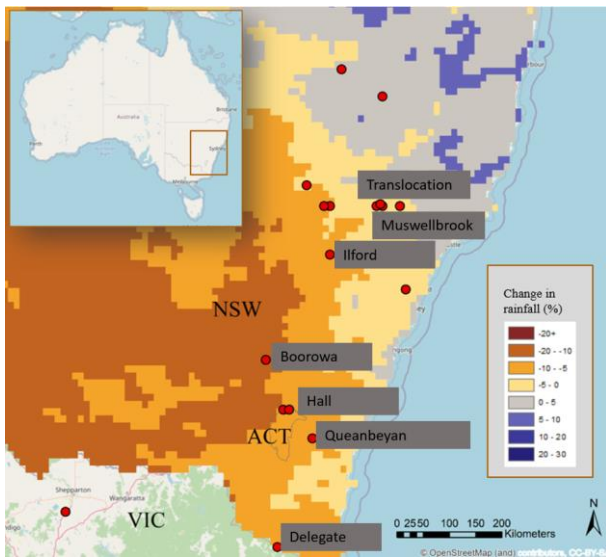 Australia
Brisbane
Perth
Sydney
Melbourne
Translocation
Muswellbrook
Ilford
NSW
Boorowa
Hall
ACT
Queanbeyan
Shepparton
Wangaratta
VIC
Delegate
Change in
rainfall (%)
-20+
-20 - -10
-10 - -5
-5 - 0
0 - 5
5 - 10
10 - 20
20 - 30
N
0 25 50 100 150 200
Kilometers
© OpenStreetMap (and) contributors, CC-BY-S